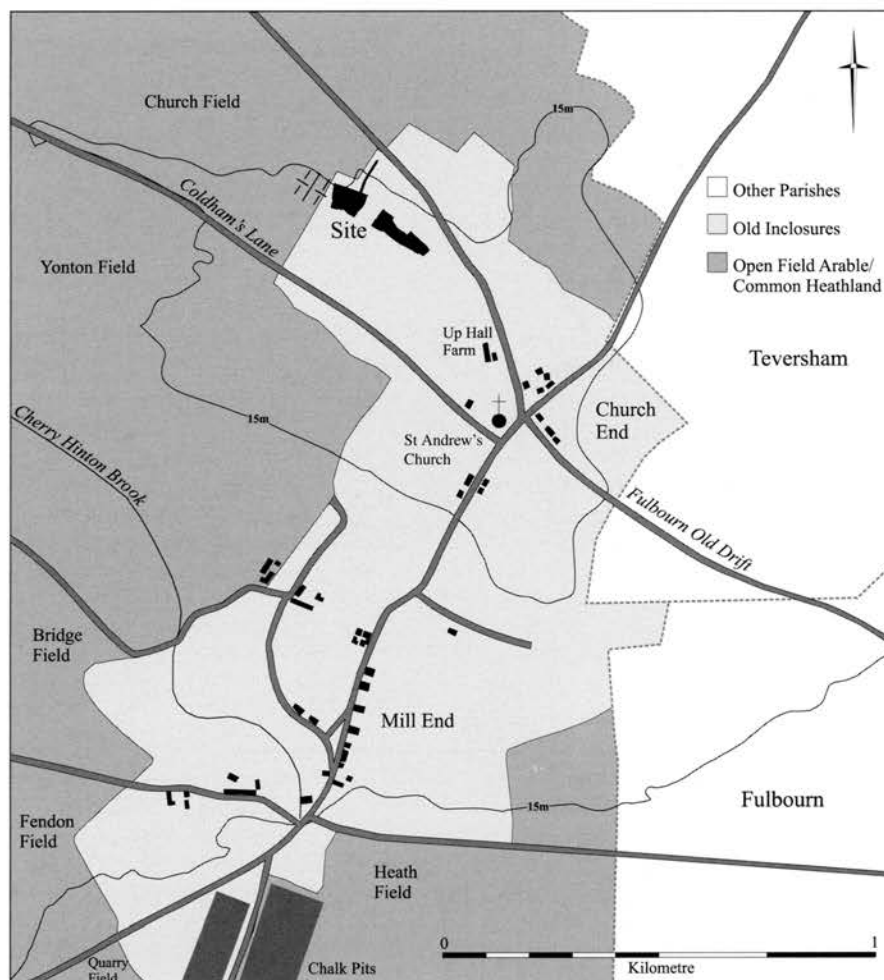 Church Field
15m
Coldham's Lane
Site
Other Parishes
Old Inclosures
Open Field Arable/
Common Heathland
Yonton Field
Up Hall
Farm
Teversham
Church
End
15m
St Andrew's
Church
Cherry Hinton Brook
Fulbourn Old Drift
Bridge
Field
Mill End
15m
Fulbourn
Fendon
Field
Heath
Field
Quarry
Field
Chalk Pits
0
1
Kilometre